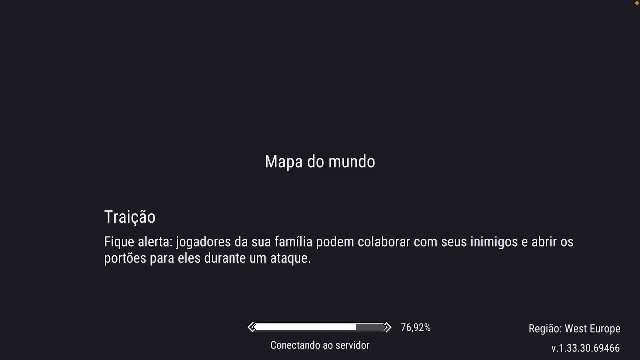 Mapa do mundo
Traição
Fique alerta: jogadores da sua família podem colaborar com seus inimigos e abrir os
portões para eles durante um ataque.
76,92%
Conectando ao servidor
Região: West Europe
v.1.33.30.69466